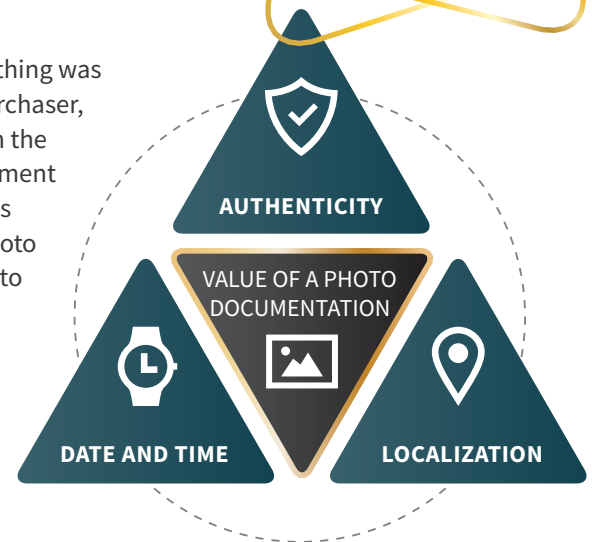 thing was
rchaser,
n the
ment
s
oto
to
AUTHENTICITY
VALUE OF A PHOTO
DOCUMENTATION
DATE AND TIME
LOCALIZATION